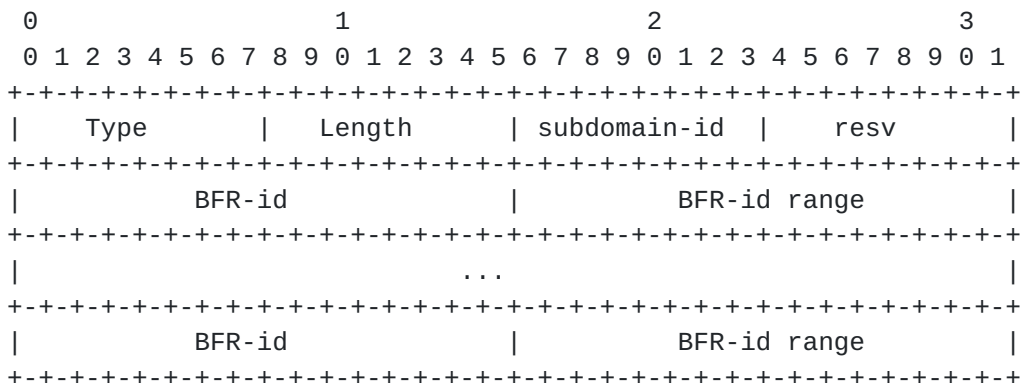 0                   1                   2                   3
 0 1 2 3 4 5 6 7 8 9 0 1 2 3 4 5 6 7 8 9 0 1 2 3 4 5 6 7 8 9 0 1
+-+-+-+-+-+-+-+-+-+-+-+-+-+-+-+-+-+-+-+-+-+-+-+-+-+-+-+-+-+-+-+-+
|    Type       |   Length      | subdomain-id  |    resv       |
+-+-+-+-+-+-+-+-+-+-+-+-+-+-+-+-+-+-+-+-+-+-+-+-+-+-+-+-+-+-+-+-+
|           BFR-id              |          BFR-id range         |
+-+-+-+-+-+-+-+-+-+-+-+-+-+-+-+-+-+-+-+-+-+-+-+-+-+-+-+-+-+-+-+-+
|                            ...                                |
+-+-+-+-+-+-+-+-+-+-+-+-+-+-+-+-+-+-+-+-+-+-+-+-+-+-+-+-+-+-+-+-+
|           BFR-id              |          BFR-id range         |
+-+-+-+-+-+-+-+-+-+-+-+-+-+-+-+-+-+-+-+-+-+-+-+-+-+-+-+-+-+-+-+-+